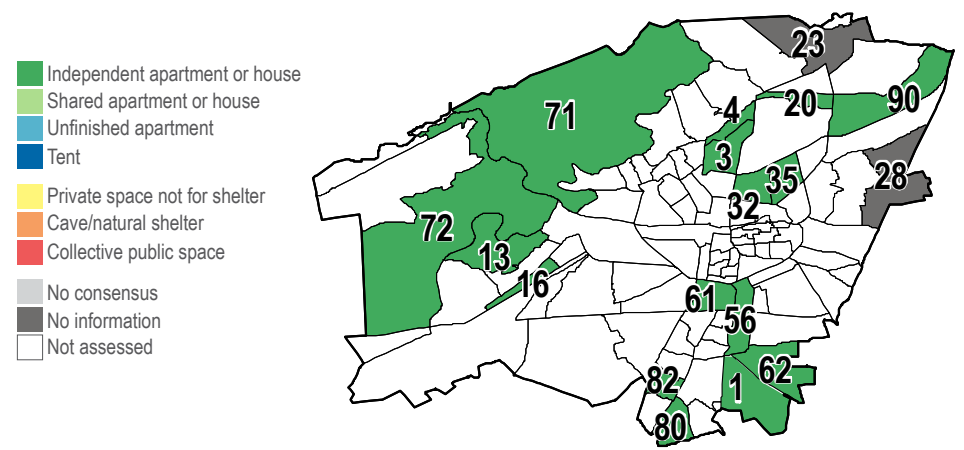 Independent apartment or house
Shared apartment or house
Unfinished apartment
Tent
Private space not for shelter
Cave/natural shelter
Collective public space
No consensus
No information
Not assessed
23
71
4
20
90
3
35
28
32
72
13
16
61
56
82
1
62
80